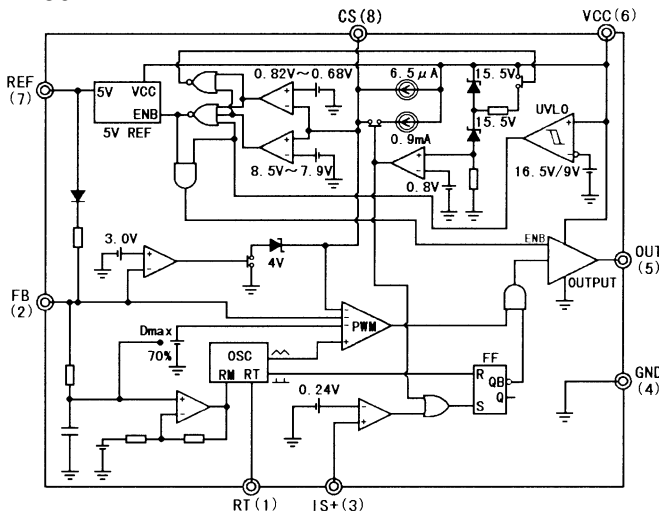 CS(8)
VCC(6)
REF
(7)
5V
VCC
ENB
5V REF
0.82V～0.68V
8.5V～7.9V
6.5μA
0.9mA
15.5V
15.5V
UVLO
16.5V/9V
0.8V
3.0V
4V
ENB
OUTPUT
OUT
(5)
FB
(2)
Dmax
70%
PWM
OSC
RM RT
0.24V
FF
R
QB
Q
S
GND
(4)
RT(1)
IS+(3)